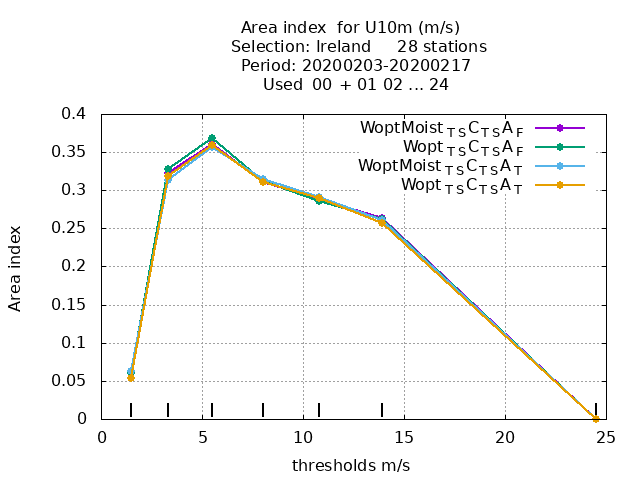 Area index  for U10m (m/s)
Selection: Ireland     28 stations
Period: 20200203-20200217
Used  00 + 01 02 ... 24
WoptMoist TS C TS A F
Wopt TS C TS A F
WoptMoist TS C TS A T
Wopt TS C TS A T
0.4
0.35
0.3
0.25
0.2
0.15
0.1
0.05
0
Area index
0 5 10 15 20 25
thresholds m/s